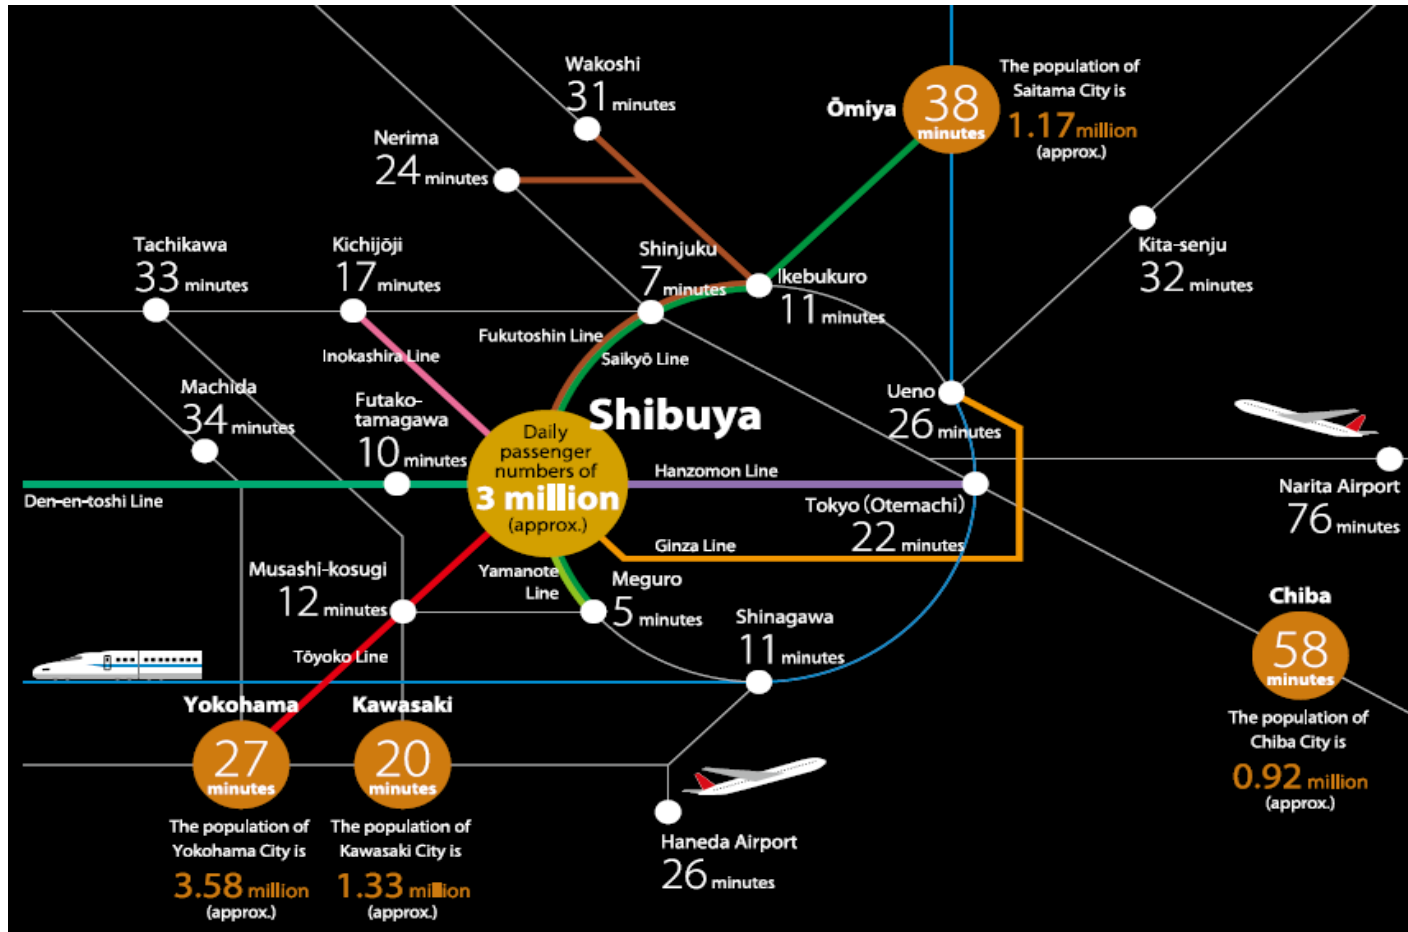 Wakoshi
31 minutes
Ōmiya
38
minutes
The population of
Saitama City is
1.17 million
(approx.)
Nerima
24 minutes
Tachikawa
33 minutes
Kichijōji
17 minutes
Shinjuku
7 minutes
Ikebukuro
11 minutes
Kita-senju
32 minutes
Fukutoshin Line
Inokashira Line
Saikyō Line
Machida
34 minutes
Futako-
tamagawa
10 minutes
Shibuya
Daily
passenger
numbers of
3 million
(approx.)
Ueno
26 minutes
Hanzomon Line
Den-en-toshi Line
Tokyo (Otemachi)
22 minutes
Narita Airport
76 minutes
Ginza Line
Musashi-kosugi
12 minutes
Yamanote
Line
Meguro
5 minutes
Shinagawa
11 minutes
Tōyoko Line
Chiba
58
minutes
The population of
Chiba City is
0.92 million
(approx.)
Yokohama
27
minutes
The population of
Yokohama City is
3.58 million
(approx.)
Kawasaki
20
minutes
The population of
Kawasaki City is
1.33 million
(approx.)
Haneda Airport
26 minutes